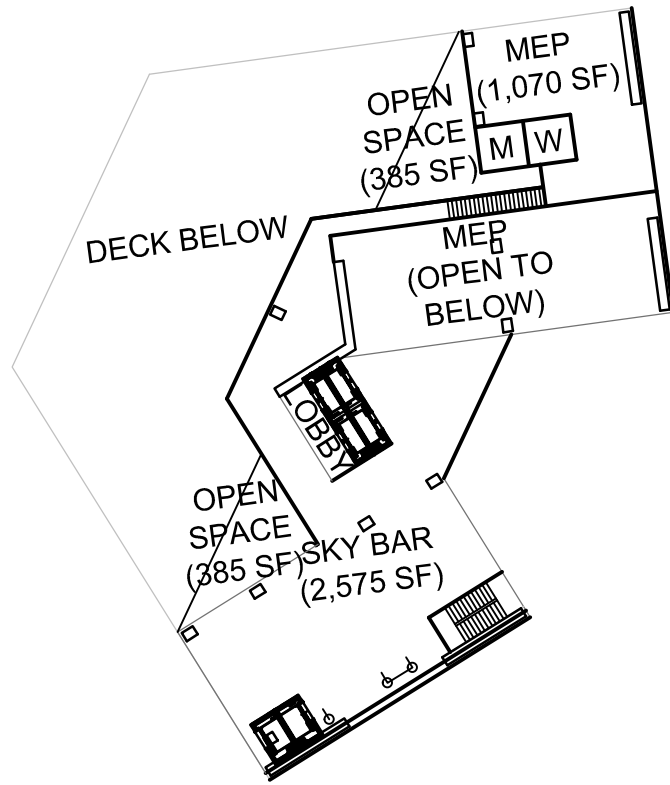 MEP
(1,070 SF)
OPEN
SPACE
(385 SF)
M
W
DECK BELOW
MEP
(OPEN TO
BELOW)
LOBBY
OPEN
SPACE
(385 SF)
SKY BAR
(2,575 SF)